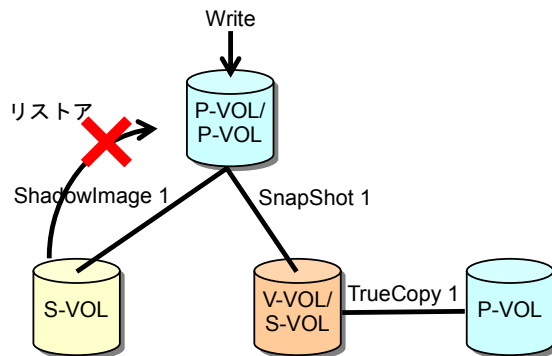 Write
リストア
P-VOL/
P-VOL
ShadowImage 1
SnapShot 1
S-VOL
V-VOL/
S-VOL
TrueCopy 1
P-VOL